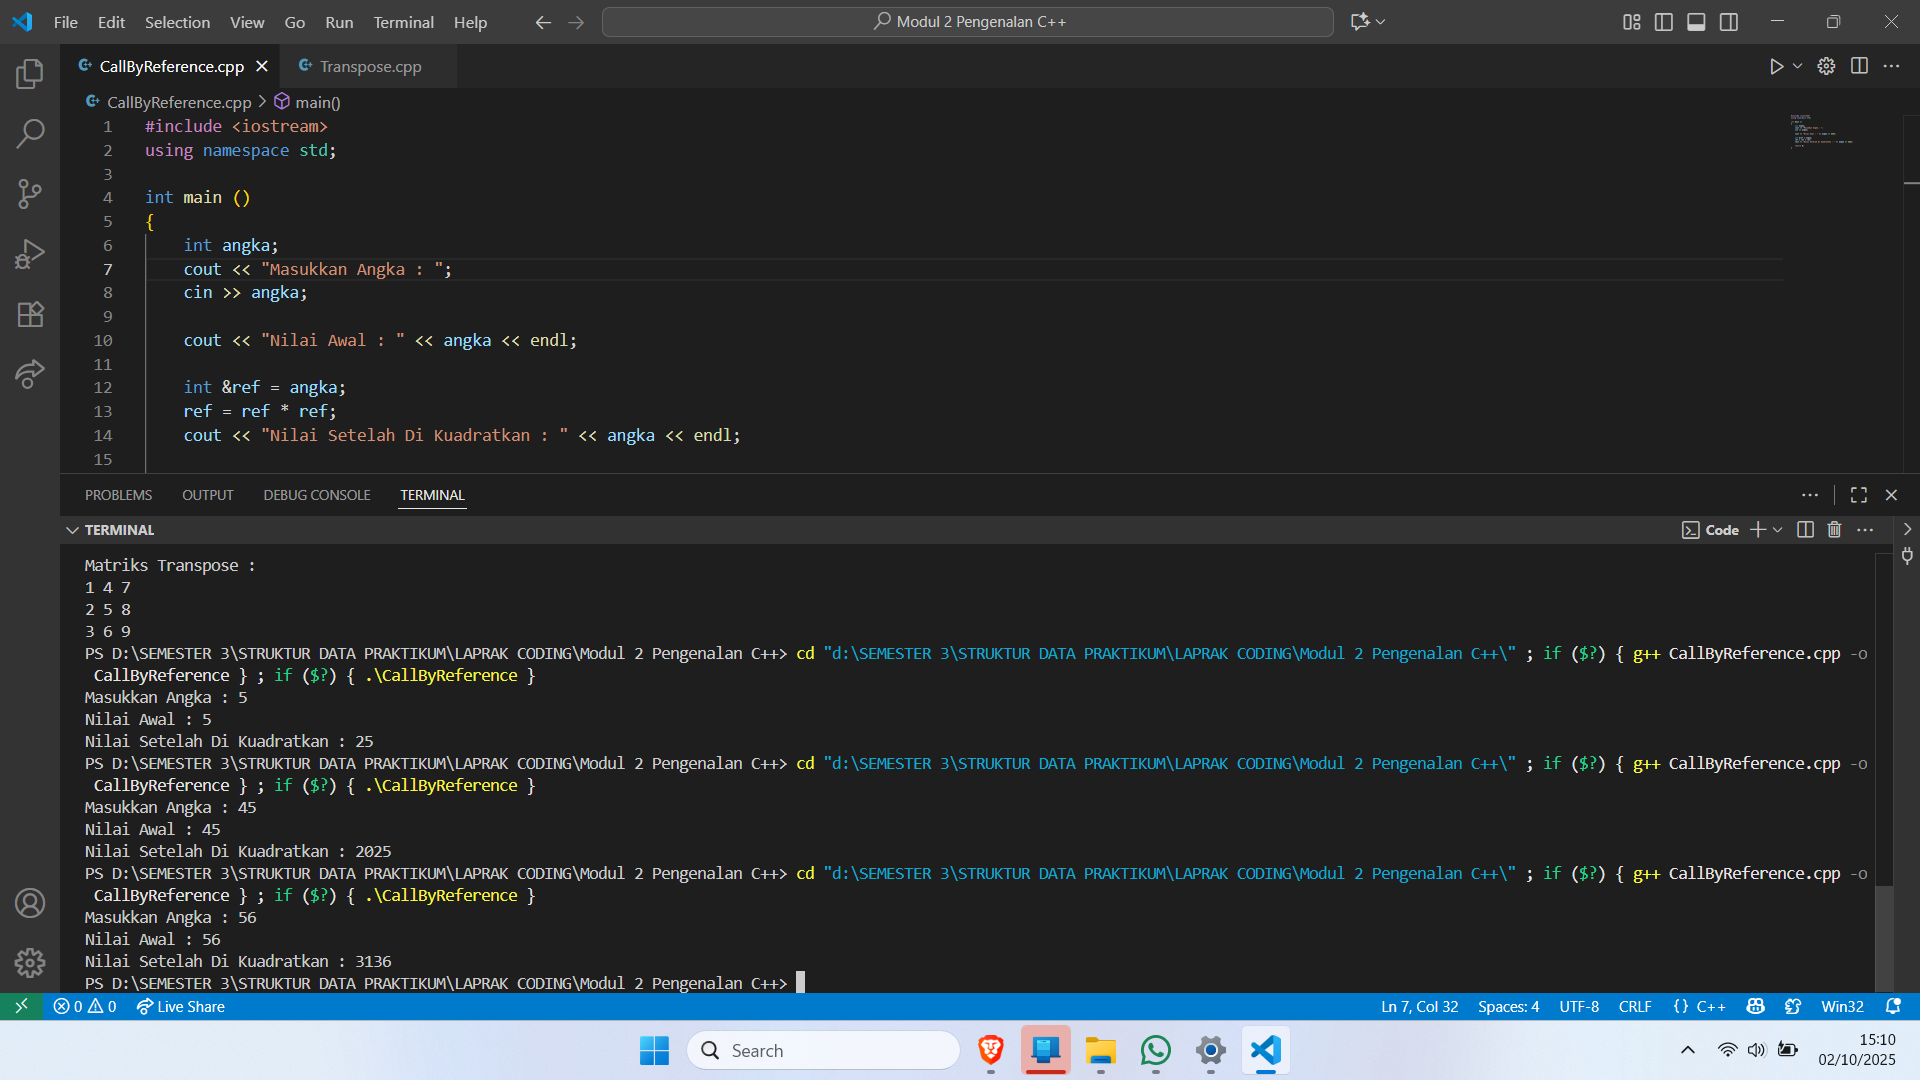 File Edit Selection View Go Run Terminal Help
Modul 2 Pengenalan C++
CallByReference.cpp
Transpose.cpp
CallByReference.cpp > main()
1 #include <iostream>
2 using namespace std;
3
4 int main ()
5 {
6 int angka;
7 cout << "Masukkan Angka : ";
8 cin >> angka;
9
10 cout << "Nilai Awal : " << angka << endl;
11
12 int &ref = angka;
13 ref = ref * ref;
14 cout << "Nilai Setelah Di Kuadratkan : " << angka << endl;
15
PROBLEMS OUTPUT DEBUG CONSOLE TERMINAL
TERMINAL
Code
Matriks Transpose :
1 4 7
2 5 8
3 6 9
PS D:\SEMESTER 3\STRUKTUR DATA PRAKTIKUM\LAPRAK CODING\Modul 2 Pengenalan C++> cd "d:\SEMESTER 3\STRUKTUR DATA PRAKTIKUM\LAPRAK CODING\Modul 2 Pengenalan C++\" ; if ($?) { g++ CallByReference.cpp -o
CallByReference } ; if ($?) { .\CallByReference }
Masukkan Angka : 5
Nilai Awal : 5
Nilai Setelah Di Kuadratkan : 25
PS D:\SEMESTER 3\STRUKTUR DATA PRAKTIKUM\LAPRAK CODING\Modul 2 Pengenalan C++> cd "d:\SEMESTER 3\STRUKTUR DATA PRAKTIKUM\LAPRAK CODING\Modul 2 Pengenalan C++\" ; if ($?) { g++ CallByReference.cpp -o
CallByReference } ; if ($?) { .\CallByReference }
Masukkan Angka : 45
Nilai Awal : 45
Nilai Setelah Di Kuadratkan : 2025
PS D:\SEMESTER 3\STRUKTUR DATA PRAKTIKUM\LAPRAK CODING\Modul 2 Pengenalan C++> cd "d:\SEMESTER 3\STRUKTUR DATA PRAKTIKUM\LAPRAK CODING\Modul 2 Pengenalan C++\" ; if ($?) { g++ CallByReference.cpp -o
CallByReference } ; if ($?) { .\CallByReference }
Masukkan Angka : 56
Nilai Awal : 56
Nilai Setelah Di Kuadratkan : 3136
PS D:\SEMESTER 3\STRUKTUR DATA PRAKTIKUM\LAPRAK CODING\Modul 2 Pengenalan C++>
0 0 Live Share
Ln 7, Col 32 Spaces: 4 UTF-8 CRLF {} C++ Win32
Search
15:10
02/10/2025